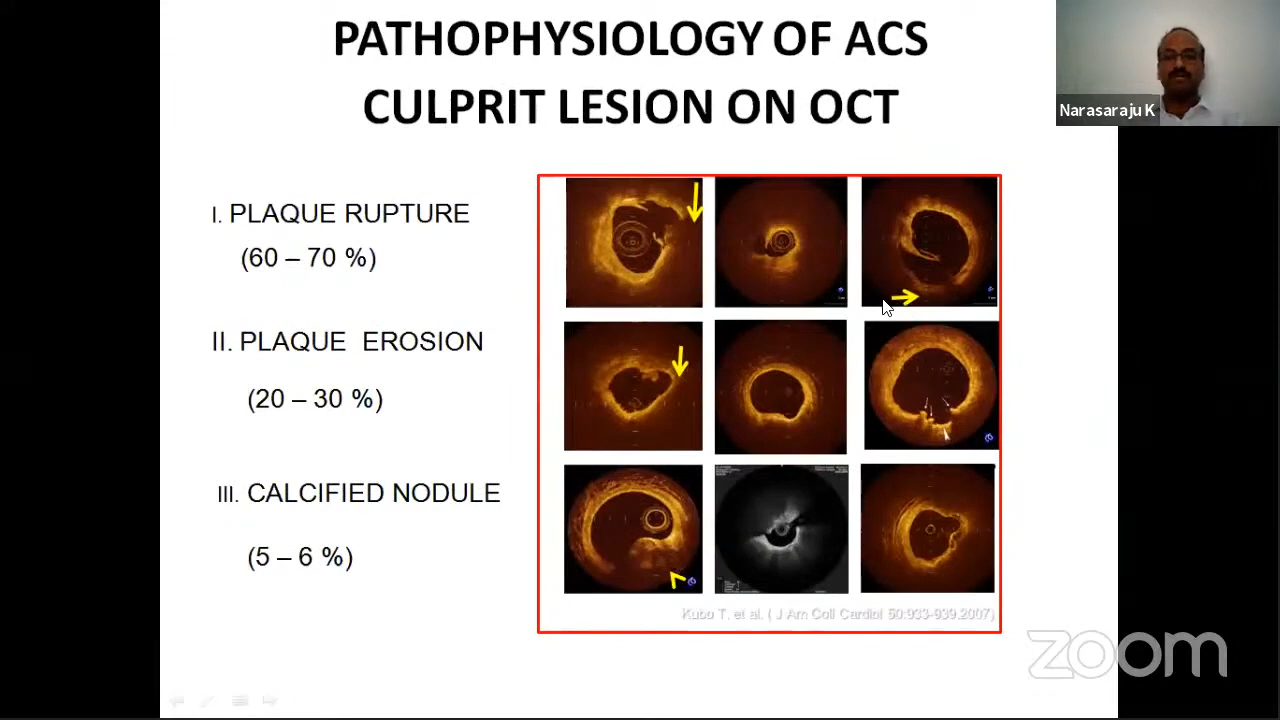 PATHOPHYSIOLOGY OF ACS
CULPRIT LESION ON OCT
Narasaraju K
I. PLAQUE RUPTURE
(60 – 70 %)
II. PLAQUE EROSION
(20 – 30 %)
III. CALCIFIED NODULE
(5 – 6 %)
Kubo T. et al. ( J Am Coll Cardiol 50:933-939.2007)
zoom